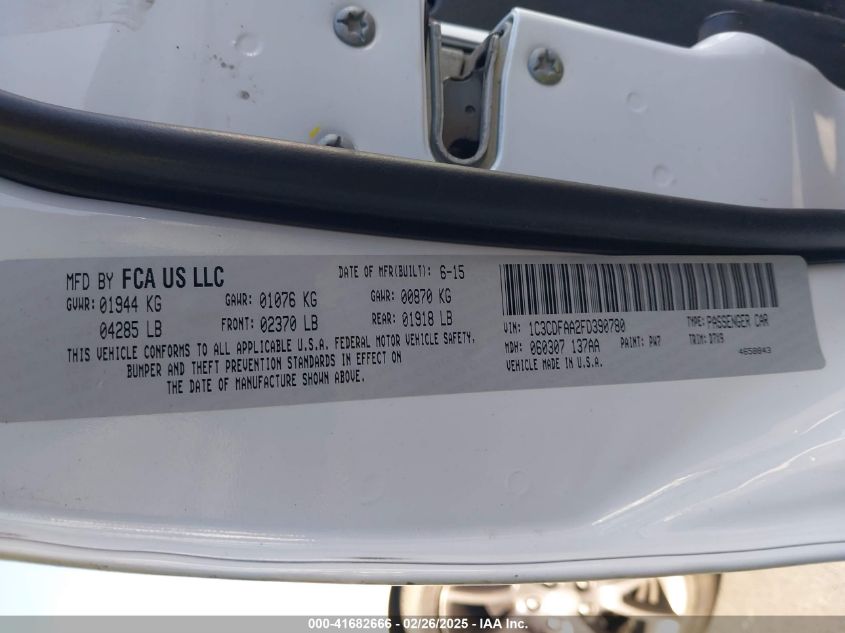 MFD BY FCA US LLC DATE OF MFR(BUILT): 6-15
GVWR: 01944 KG GAWR: 01076 KG GAWR: 00870 KG
04285 LB FRONT: 02370 LB REAR: 01918 LB
THIS VEHICLE CONFORMS TO ALL APPLICABLE U.S.A. FEDERAL MOTOR VEHICLE SAFETY,
BUMPER AND THEFT PREVENTION STANDARDS IN EFFECT ON
THE DATE OF MANUFACTURE SHOWN ABOVE.
VIN: 1C3CDFAA2FD390780 TYPE: PASSENGER CAR
MDH: 060307 137AA PAINT: PW7 TRIM: D7X9
VEHICLE MADE IN U.S.A. 4658843
000-41682666 - 02/26/2025 - IAA Inc.